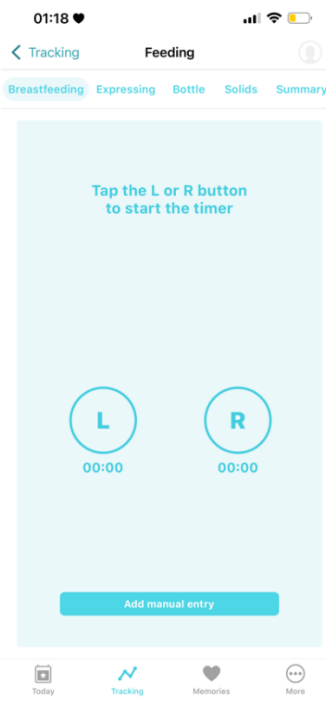 01:18
Tracking
Feeding
Breastfeeding Expressing Bottle Solids Summary
Tap the L or R button
to start the timer
L R
00:00 00:00
Add manual entry
Today Tracking Memories More